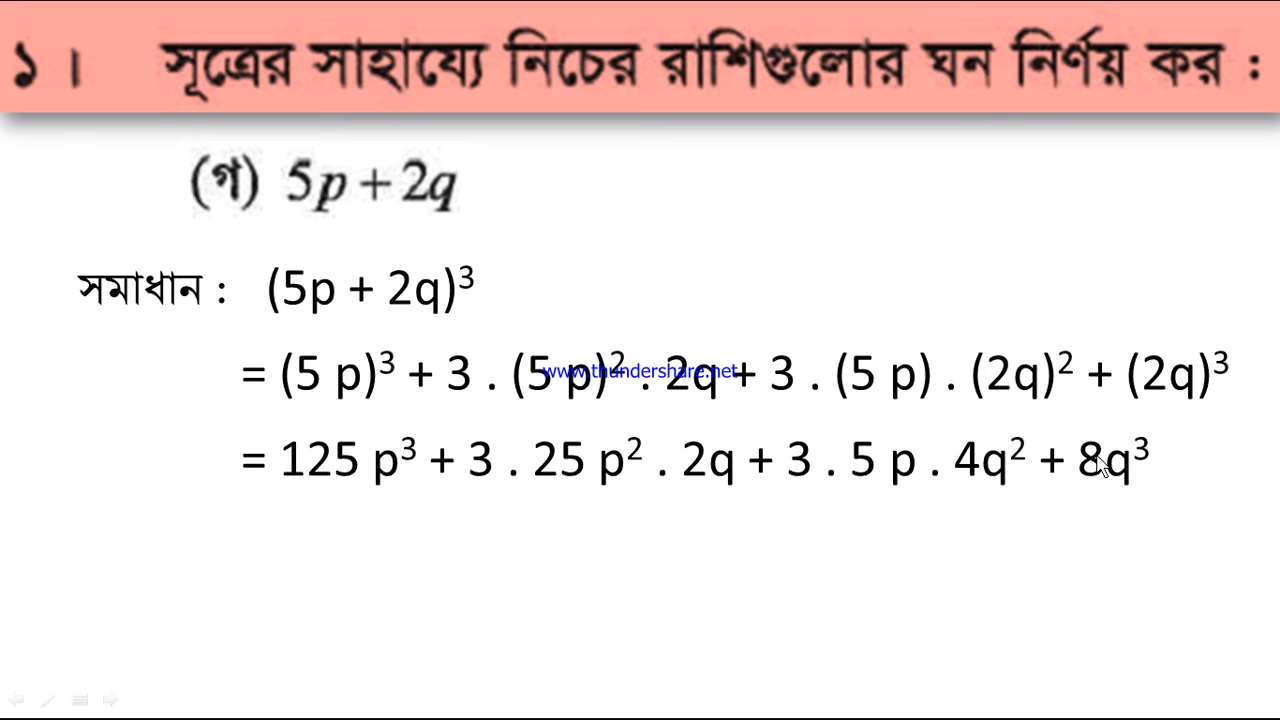 ১। সূত্রের সাহায্যে নিচের রাশিগুলোর ঘন নির্ণয় কর :
(গ) 5p + 2q
সমাধান : (5p + 2q)³
= (5 p)³ + 3 . (5 p)² . 2q + 3 . (5 p) . (2q)² + (2q)³
www.thundershare.net
= 125 p³ + 3 . 25 p² . 2q + 3 . 5 p . 4q² + 8q³